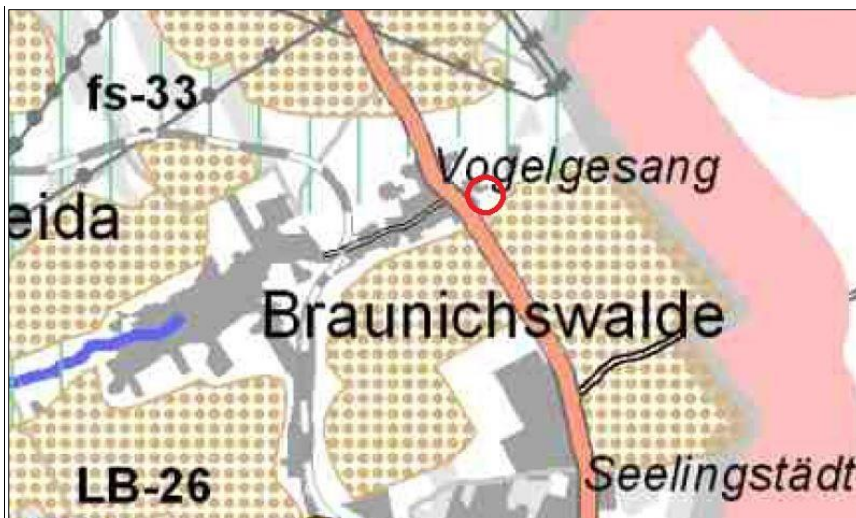 fs-33
Vogelgesang
eida
Braunichswalde
LB-26
Seelingstädt